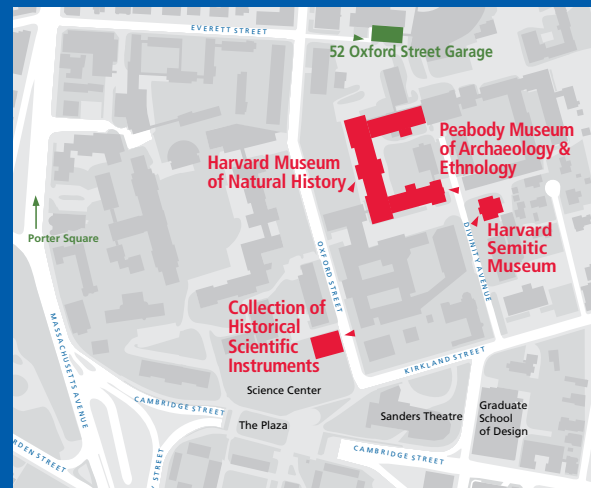 EVERETT STREET
52 Oxford Street Garage
Peabody Museum
of Archaeology &
Ethnology
Harvard Museum
of Natural History
Porter Square
Harvard
Semitic
Museum
OXFORD STREET
DIVINITY AVENUE
Collection of
Historical
Scientific
Instruments
MASSACHUSETTS AVENUE
KIRKLAND STREET
Science Center
CAMBRIDGE STREET
The Plaza
Sanders Theatre
Graduate
School
of Design
CAMBRIDGE STREET
RDEN STREET
STREET